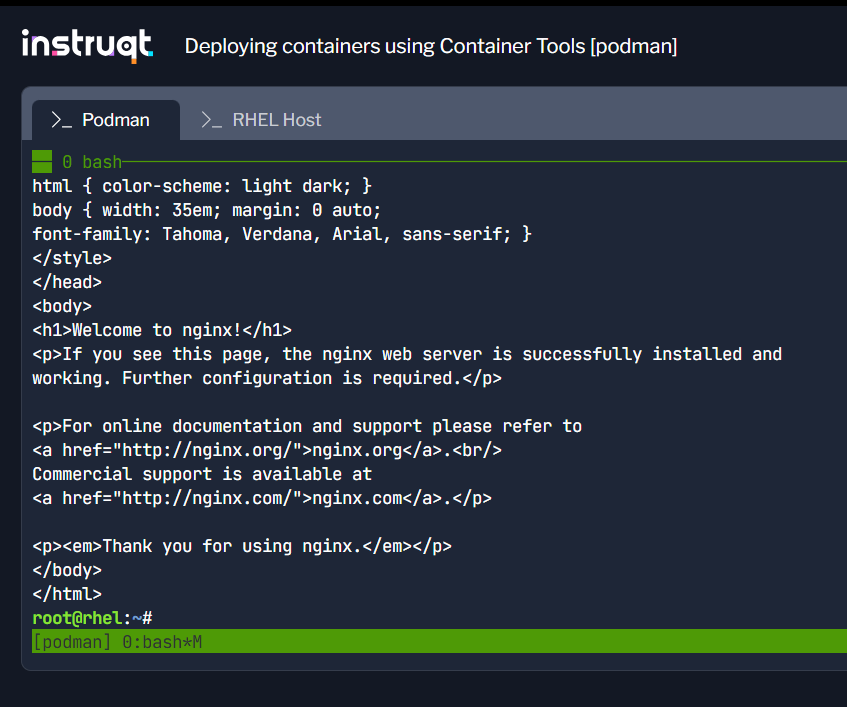 instruqt
Deploying containers using Container Tools [podman]
>_ Podman
>_ RHEL Host
0 bash
html { color-scheme: light dark; }
body { width: 35em; margin: 0 auto;
font-family: Tahoma, Verdana, Arial, sans-serif; }
</style>
</head>
<body>
<h1>Welcome to nginx!</h1>
<p>If you see this page, the nginx web server is successfully installed and
working. Further configuration is required.</p>
<p>For online documentation and support please refer to
<a href="http://nginx.org/">nginx.org</a>.<br/>
Commercial support is available at
<a href="http://nginx.com/">nginx.com</a>.</p>
<p><em>Thank you for using nginx.</em></p>
</body>
</html>
root@rhel:~#
[podman] 0:bash*M